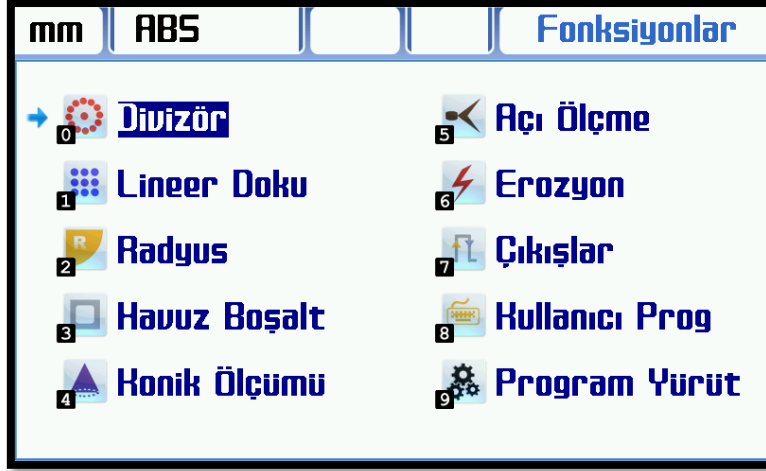 mm ABS Fonksiyonlar
0 Divizör
1 Lineer Doku
2 R Radyus
3 Havuz Boşalt
4 Konik Ölçümü
5 Açı Ölçme
6 Erozyon
7 Çıkışlar
8 Kullanıcı Prog
9 Program Yürüt